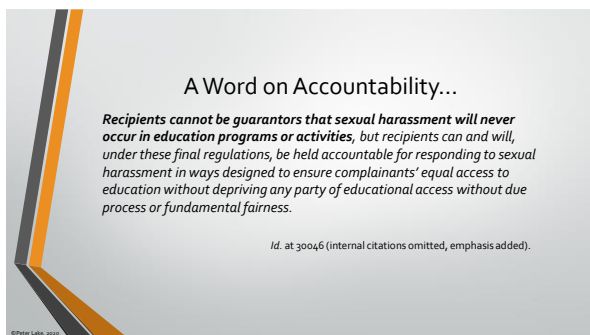 A Word on Accountability…
Recipients cannot be guarantors that sexual harassment will never
occur in education programs or activities, but recipients can and will,
under these final regulations, be held accountable for responding to sexual
harassment in ways designed to ensure complainants’ equal access to
education without depriving any party of educational access without due
process or fundamental fairness.
Id. at 30046 (internal citations omitted, emphasis added).
©Peter Lake, 2020